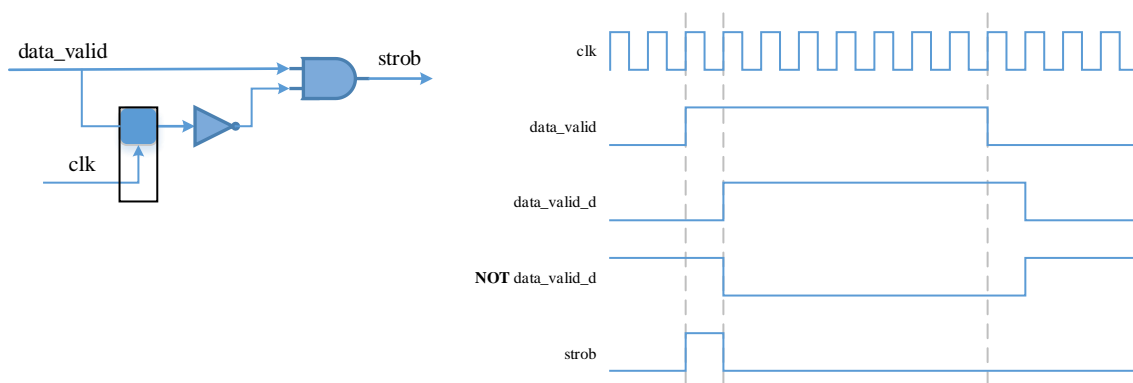 data_valid
strob
clk
clk
data_valid
data_valid_d
NOT data_valid_d
strob